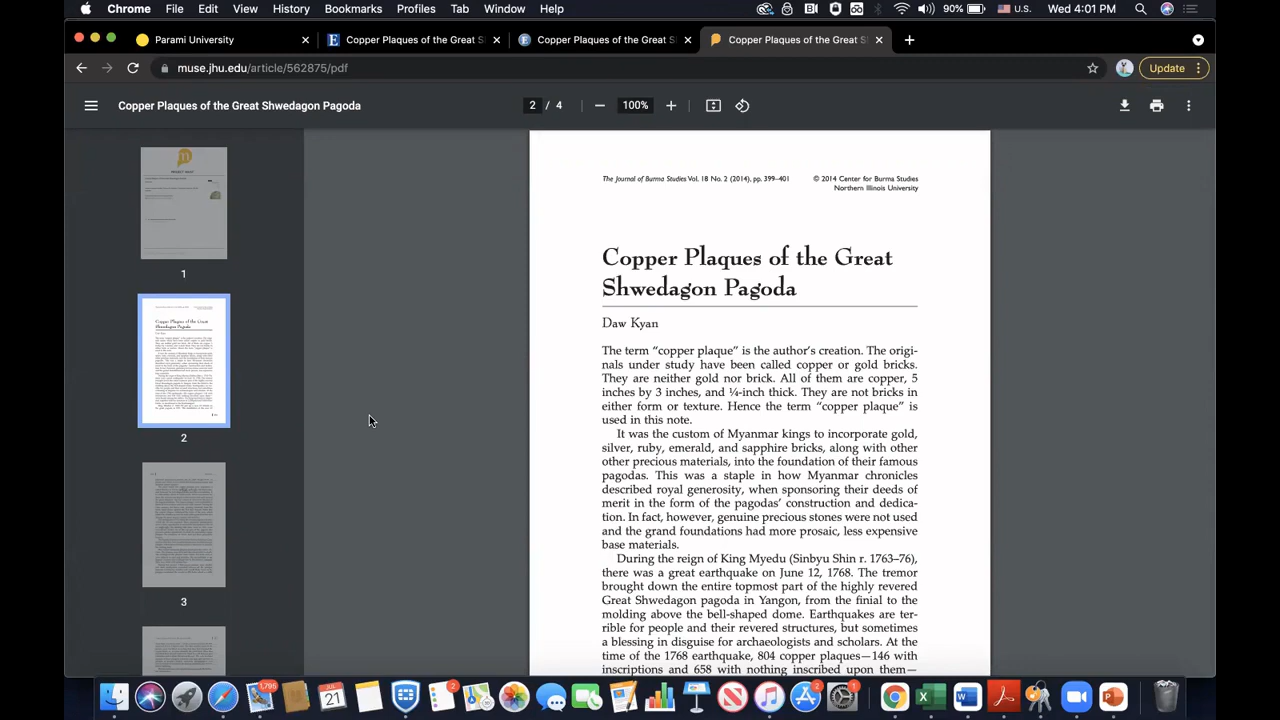 Chrome File Edit View History Bookmarks Profiles Tab Window Help 90% U.S. Wed 4:01 PM
Parami University Copper Plaques of the Great S Copper Plaques of the Great S Copper Plaques of the Great S
muse.jhu.edu/article/562875/pdf Update
Copper Plaques of the Great Shwedagon Pagoda 2 / 4 100%
1
2
3
The Journal of Burma Studies Vol. 18 No. 2 (2014), pp. 399–401 © 2014 Center for Burma Studies
Northern Illinois University
Copper Plaques of the Great
Shwedagon Pagoda
Daw Kyan
The term “copper plaque” is the author’s creation. The origi-
nals under study have been called copper or gold bricks.
They are neither gold nor brick. All of them are copper, 5
inches by 3 inches, and ¼-inch thick. They are not bricks in
either form or texture. Hence the term “copper plaque” is
used in this note.
It was the custom of Myanmar kings to incorporate gold,
silver, ruby, emerald, and sapphire bricks, along with other
other precious materials, into the foundation of their famous
pagodas. This was a staple in how Myanmar chronicles
described royal generosity, when sponsoring their deeds of
merit in the form of the pagodas’ construction and dedica-
tion. In fact, however, genuine precious stones were not used
and the grand foundations had more prosaic, less expensive
base materials.
During the reign of King Myedu (Sinbyu Shin r. 1763–76),
there was a great earthquake on June 12, 1768. The tremor
brought down the entire topmost part of the highly revered
Great Shwedagon pagoda in Yangon, from the finial to the
molding above the bell-shaped dome. Earthquakes are ter-
rible for people and their revered structures, but sometimes
a blessing in disguise for archaeologists and scholars. At the
time of the 1768 earthquake, 804 copper plaques—146 with
inscriptions and 658 with nothing inscribed upon them—
1,796
2
2
1